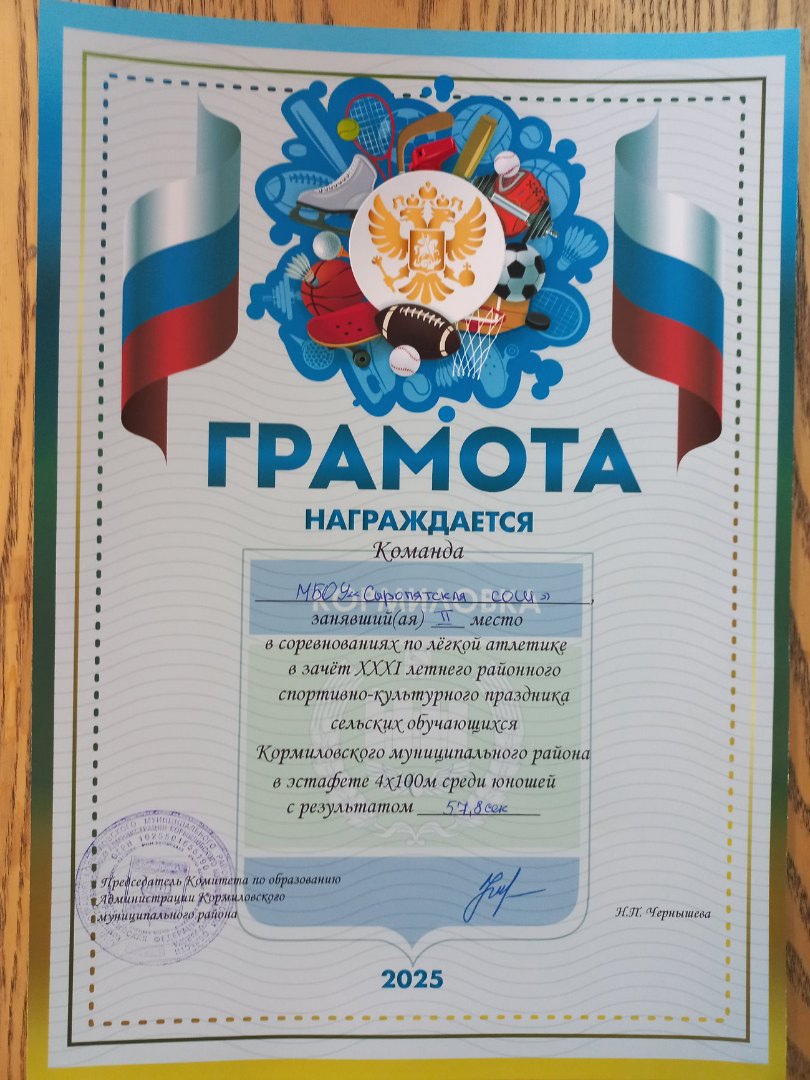 ГРАМОТА
НАГРАЖДАЕТСЯ
Команда
МБОУ «Сыропятская СОШ»,
КОРМИЛОВКА
занявший(ая) II место
в соревнованиях по лёгкой атлетике
в зачёт XXXI летнего районного
спортивно-культурного праздника
сельских обучающихся
Кормиловского муниципального района
в эстафете 4х100м среди юношей
с результатом 57,8сек
Председатель Комитета по образованию
Администрации Кормиловского
муниципального района
Н.П. Чернышева
2025